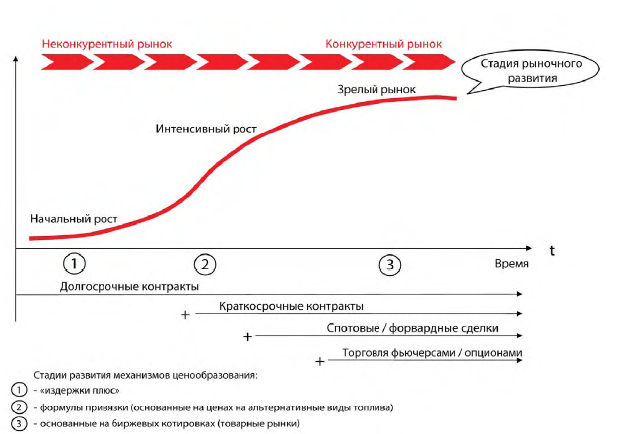 Неконкурентный рынок
Конкурентный рынок
Стадия рыночного
развития
Зрелый рынок
Интенсивный рост
Начальный рост
t
1
2
3
Время
Долгосрочные контракты
+ Краткосрочные контракты
+ Спотовые / форвардные сделки
+ Торговля фьючерсами / опционами
Стадии развития механизмов ценообразования:
1 - «издержки плюс»
2 - формулы привязки (основанные на ценах на альтернативные виды топлива)
3 - основанные на биржевых котировках (товарные рынки)